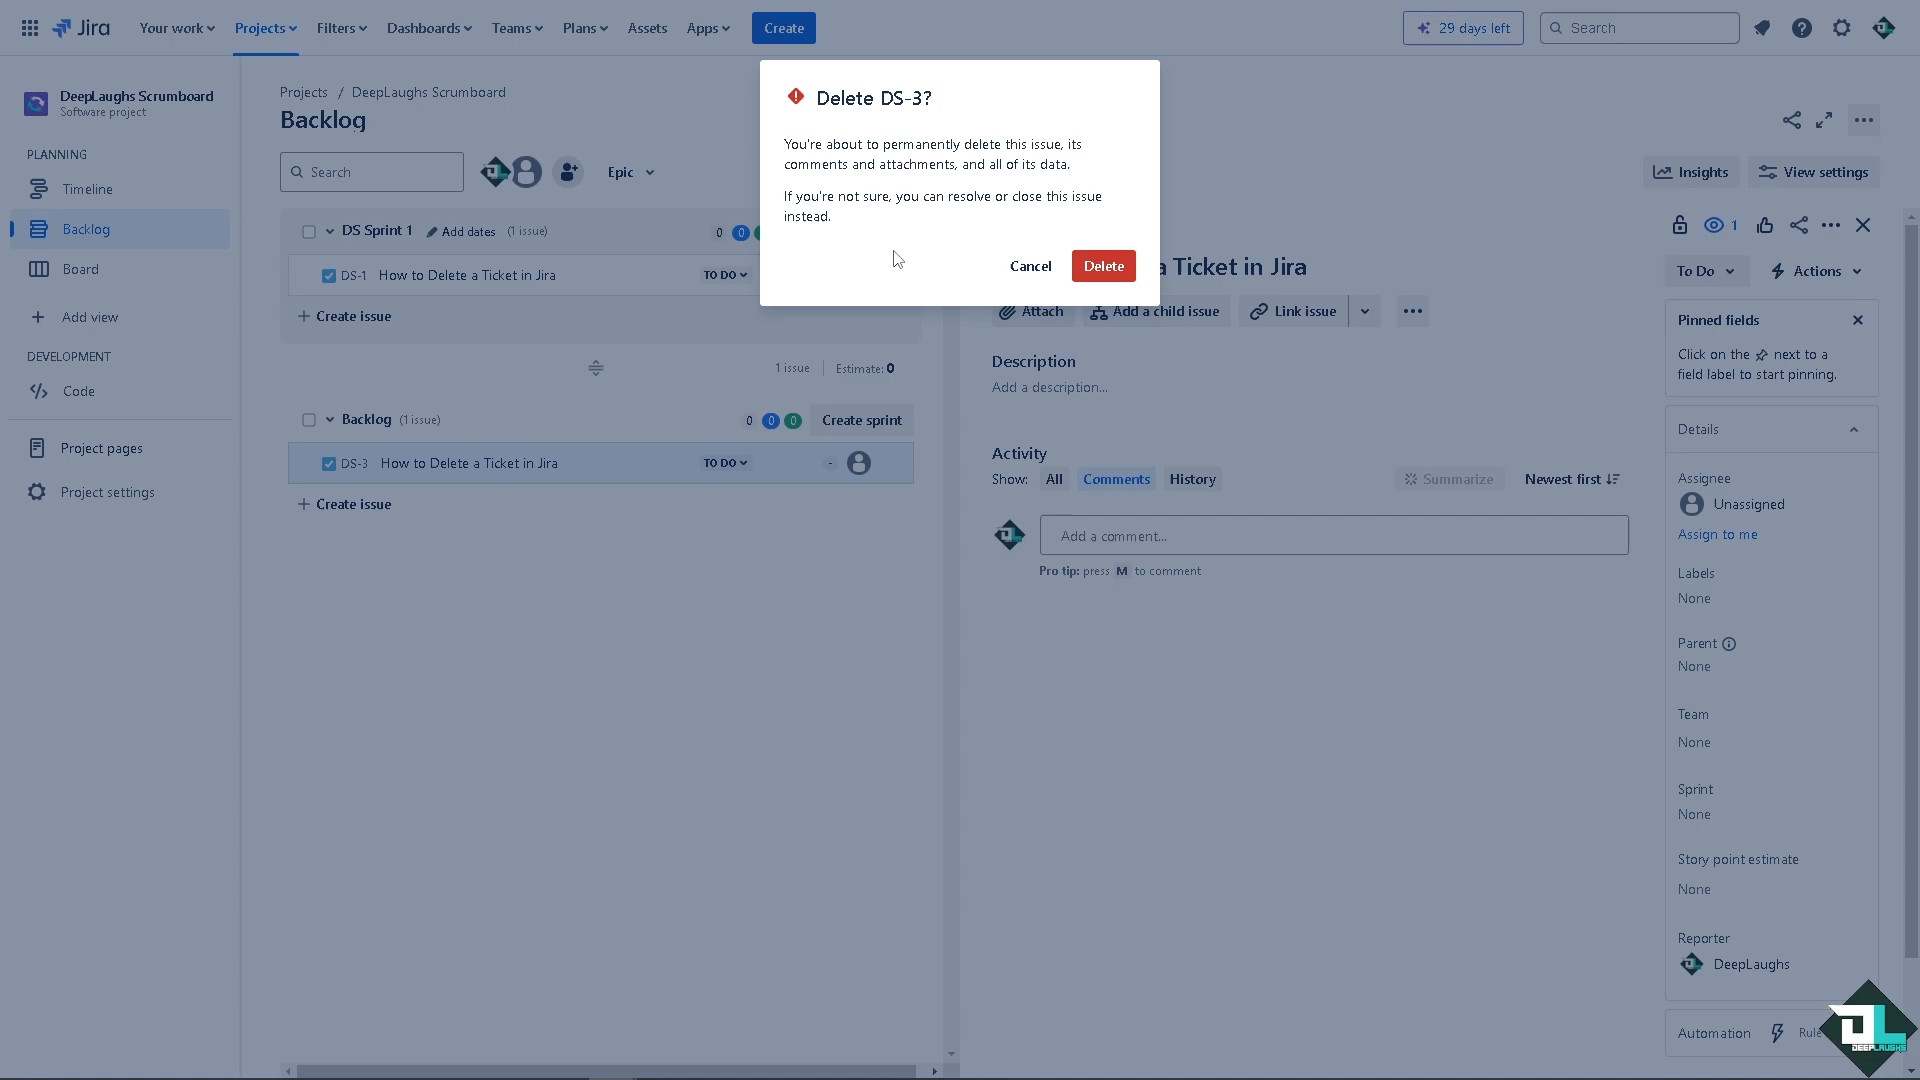 Jira
Your work
Projects
Filters
Dashboards
Teams
Plans
Assets
Apps
Create
29 days left
Search
DeepLaughs Scrumboard
Software project
PLANNING
Timeline
Backlog
Board
Add view
DEVELOPMENT
Code
Project pages
Project settings
Projects / DeepLaughs Scrumboard
Backlog
Search
Epic
Insights
View settings
DS Sprint 1
Add dates
(1 issue)
0
0
DS-1 How to Delete a Ticket in Jira
TO DO
Create issue
1 issue
Estimate: 0
Backlog (1 issue)
0 0 0
Create sprint
DS-3 How to Delete a Ticket in Jira
TO DO
-
Create issue
Delete DS-3?
You're about to permanently delete this issue, its
comments and attachments, and all of its data.
If you're not sure, you can resolve or close this issue
instead.
Cancel
Delete
a Ticket in Jira
Attach
Add a child issue
Link issue
Description
Add a description...
Activity
Show:
All
Comments
History
Summarize
Newest first
Add a comment...
Pro tip: press M to comment
1
To Do
Actions
Pinned fields
Click on the next to a
field label to start pinning.
Details
Assignee
Unassigned
Assign to me
Labels
None
Parent
None
Team
None
Sprint
None
Story point estimate
None
Reporter
DeepLaughs
Automation
Rule
DL
DEEPLAUGHS